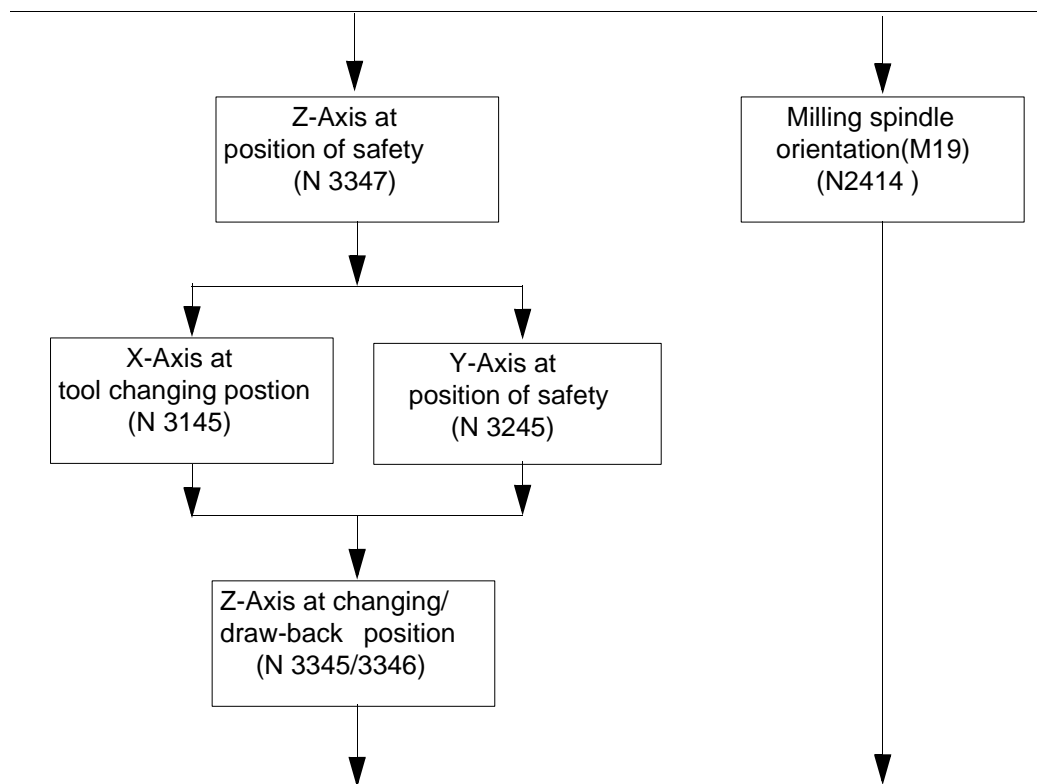 Z-Axis at
position of safety
(N 3347)
Milling spindle
orientation(M19)
(N2414 )
X-Axis at
tool changing postion
(N 3145)
Y-Axis at
position of safety
(N 3245)
Z-Axis at changing/
draw-back position
(N 3345/3346)